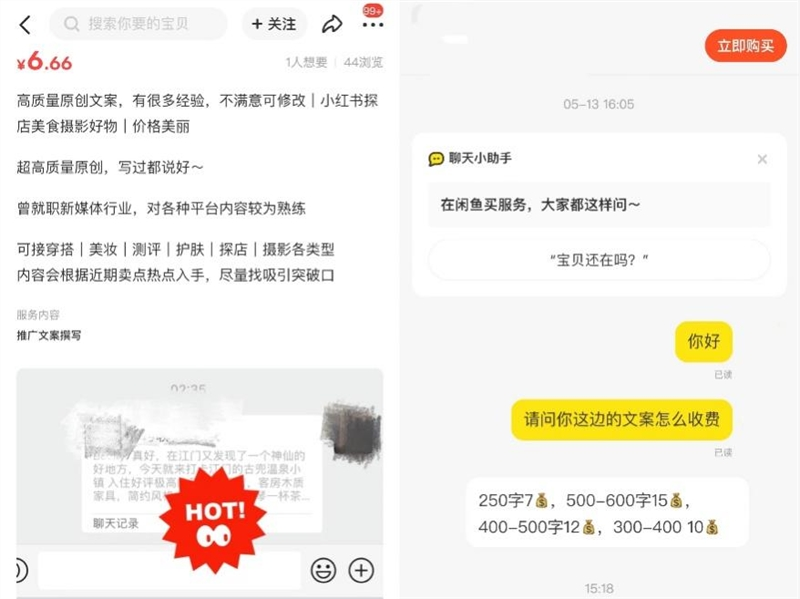 搜索你要的宝贝
+ 关注
99+
¥6.66
1人想要 | 44浏览
高质量原创文案，有很多经验，不满意可修改｜小红书探
店美食摄影好物｜价格美丽
超高质量原创，写过都说好～
曾就职新媒体行业，对各种平台内容较为熟练
可接穿搭｜美妆｜测评｜护肤｜探店｜摄影各类型
内容会根据近期卖点热点入手，尽量找吸引突破口
服务内容
推广文案撰写
02:35
真好，在江门又发现了一个神仙的
好地方，今天就来打卡江门的古兜温泉小
镇 入住好评极高
，客房木质
家具，简约风
一杯茶...
聊天记录
HOT!
立即购买
05-13 16:05
聊天小助手
在闲鱼买服务，大家都这样问～
“宝贝还在吗？”
你好
已读
请问你这边的文案怎么收费
已读
250字7💰，500-600字15💰，
400-500字12💰，300-400 10💰
15:18